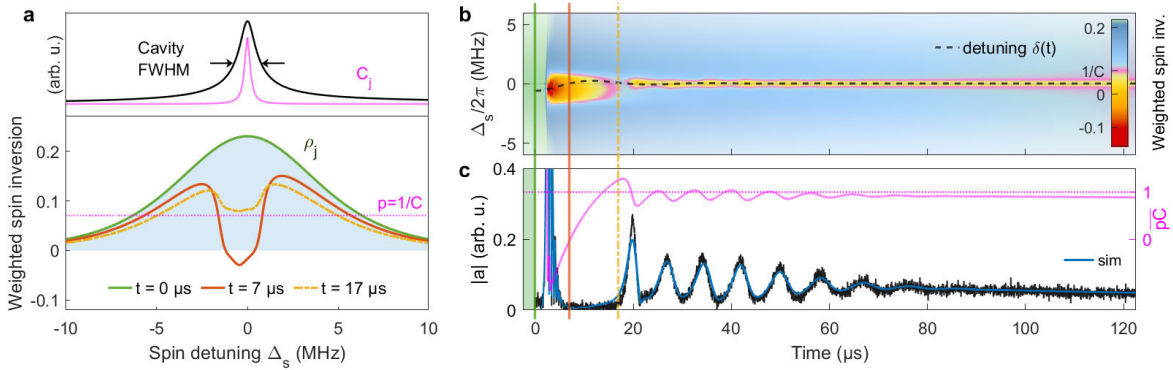 a
(arb. u.)
Cavity
FWHM
C_j
Weighted spin inversion
0.2
0.1
0
-0.1
ρ_j
p=1/C
t = 0 µs
t = 7 µs
t = 17 µs
-10
-5
0
5
10
Spin detuning Δ_s (MHz)
b
Δ_s/2π (MHz)
5
0
-5
detuning δ(t)
0.2
1/C
0
-0.1
Weighted spin inv.
c
|a| (arb. u.)
0.4
0.2
0
1
0
pC
sim
0
20
40
60
80
100
120
Time (µs)